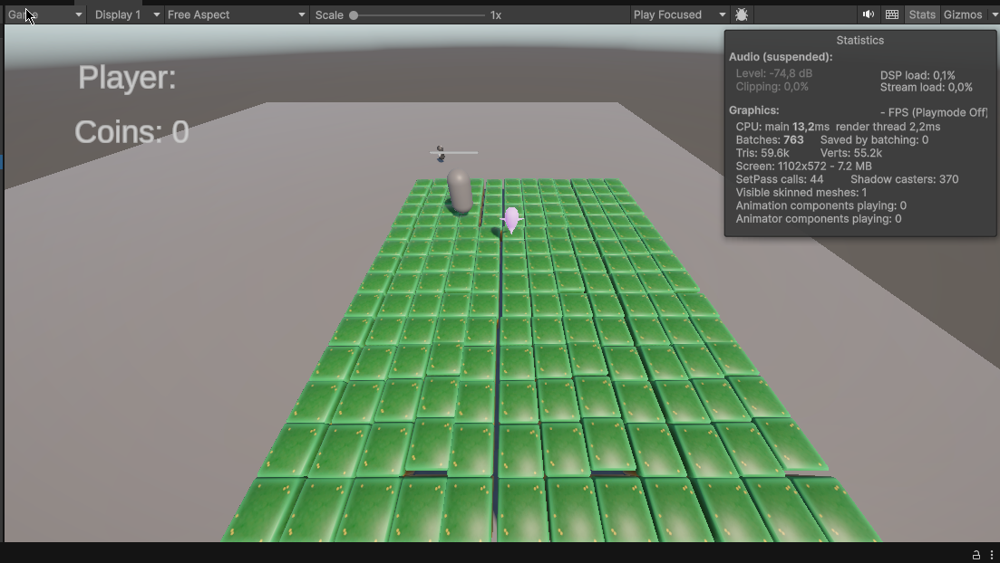 Game Display 1 Free Aspect Scale 1x Play Focused Stats Gizmos
Player:
Coins: 0
Statistics
Audio (suspended):
Level: -74,8 dB DSP load: 0,1%
Clipping: 0,0% Stream load: 0,0%
Graphics: - FPS (Playmode Off)
CPU: main 13,2ms render thread 2,2ms
Batches: 763 Saved by batching: 0
Tris: 59.6k Verts: 55.2k
Screen: 1102x572 - 7.2 MB
SetPass calls: 44 Shadow casters: 370
Visible skinned meshes: 1
Animation components playing: 0
Animator components playing: 0